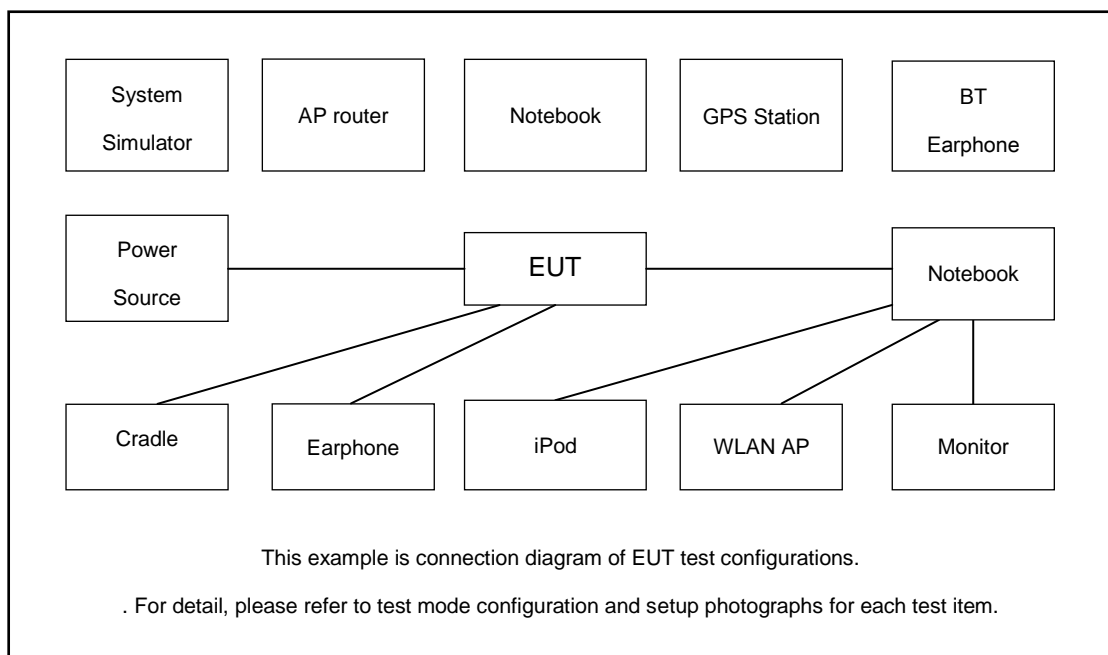 System
Simulator
AP router
Notebook
GPS Station
BT
Earphone
Power
Source
EUT
Notebook
Cradle
Earphone
iPod
WLAN AP
Monitor
This example is connection diagram of EUT test configurations.
. For detail, please refer to test mode configuration and setup photographs for each test item.